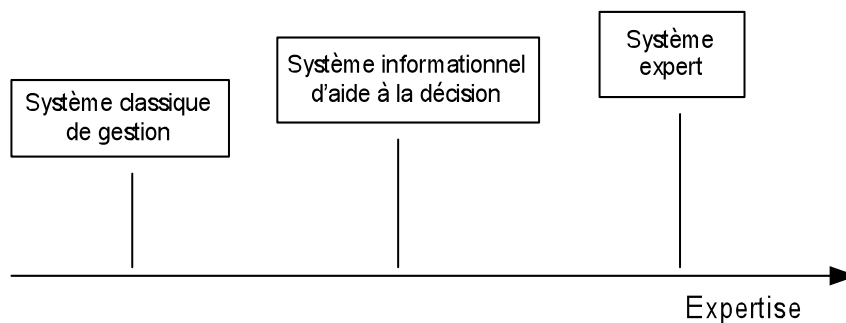 Système classique
de gestion
Système informationnel
d'aide à la décision
Système
expert
Expertise